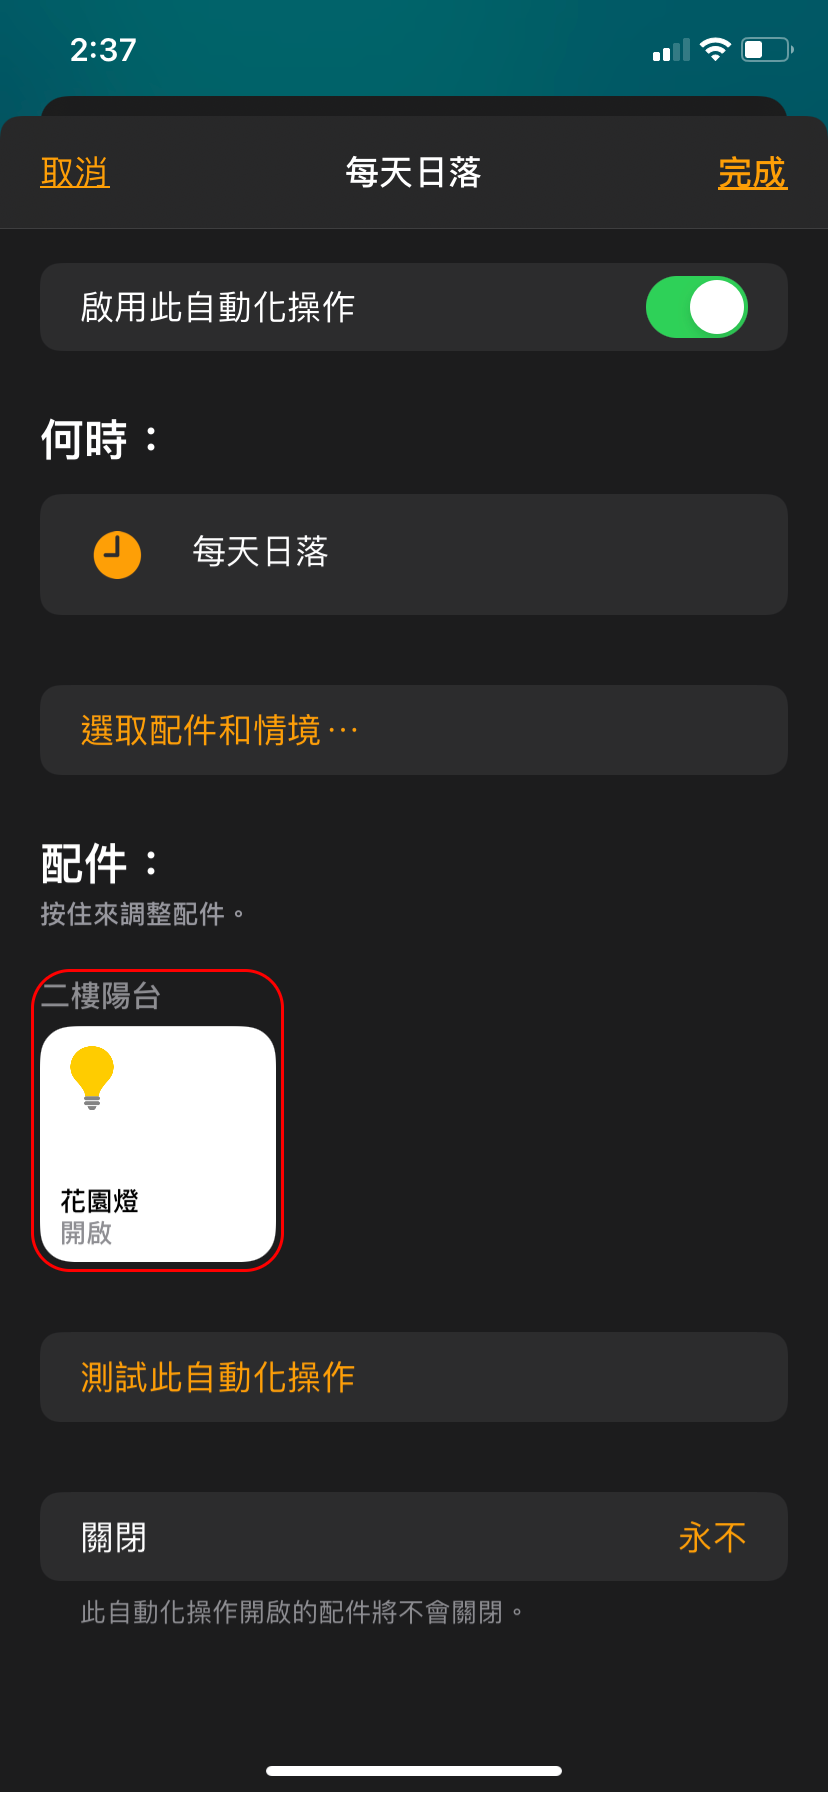 2:37
取消
每天日落
完成
啟用此自動化操作
何時：
每天日落
選取配件和情境⋯
配件：
按住來調整配件。
二樓陽台
花園燈
開啟
測試此自動化操作
關閉
永不
此自動化操作開啟的配件將不會關閉。